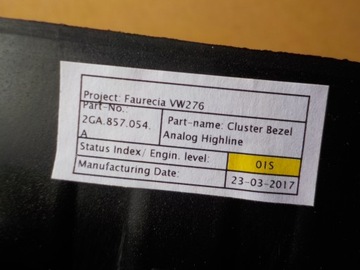 Project: Faurecia VW276
Part-No.
2GA.857.054.
A
Part-name: Cluster Bezel
Analog Highline
Status Index/ Engin. level: 01S
Manufacturing Date: 23-03-2017